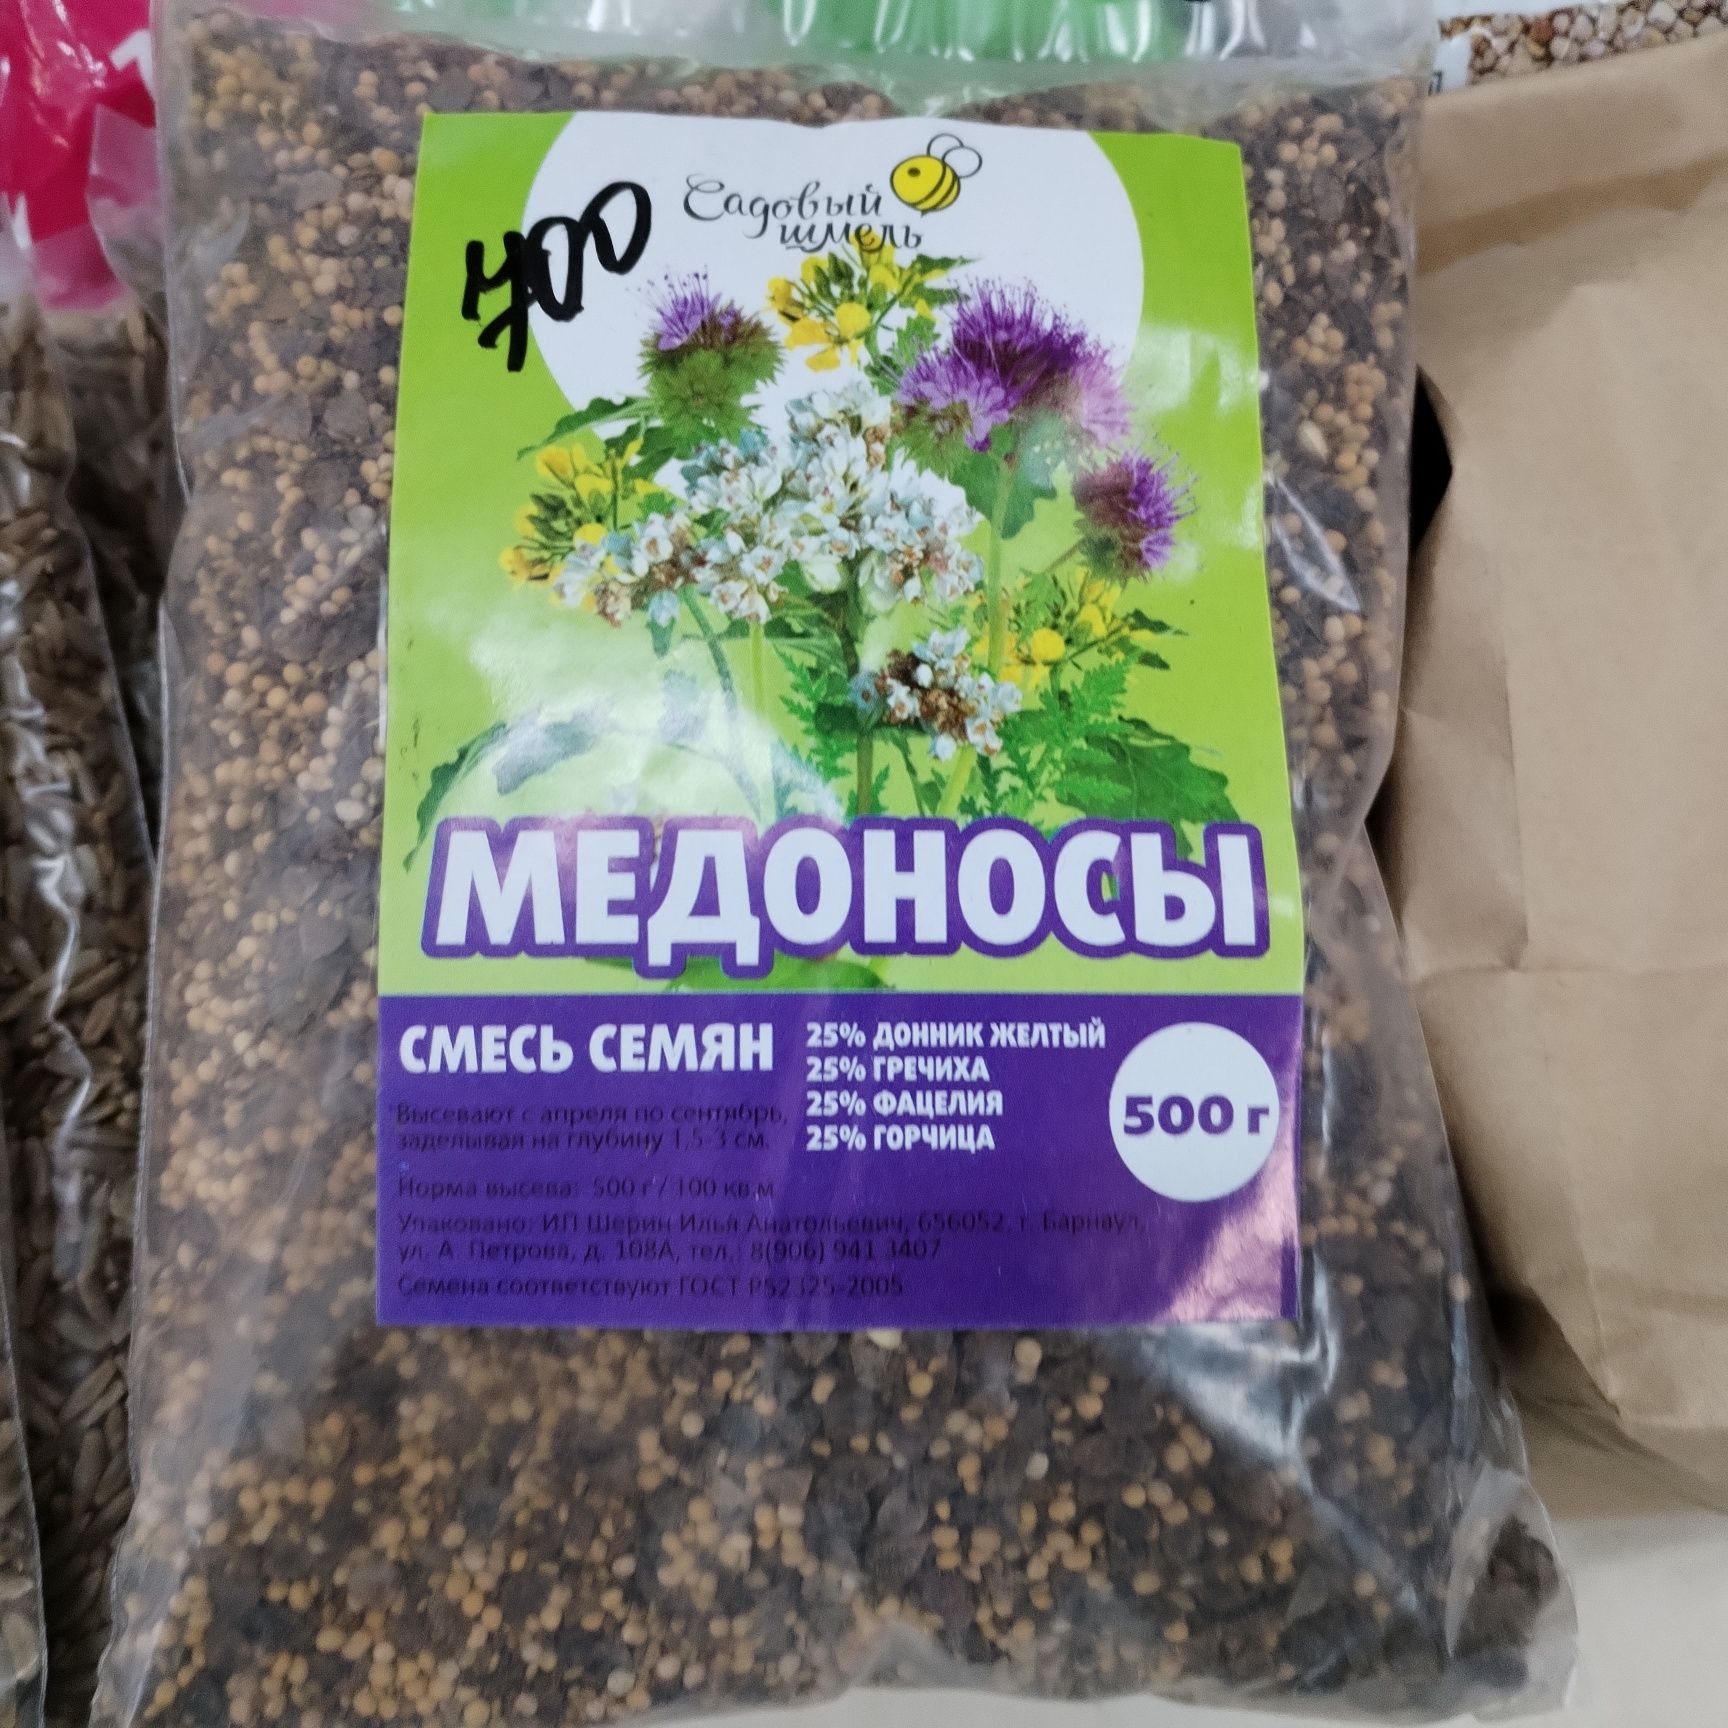 Садовый
шмель
700
МЕДОНОСЫ
СМЕСЬ СЕМЯН
25% ДОННИК ЖЕЛТЫЙ
25% ГРЕЧИХА
25% ФАЦЕЛИЯ
25% ГОРЧИЦА
500 г
Высевают с апреля по сентябрь,
заделывая на глубину 1,5-3 см.
Норма высева: 500 г / 100 кв.м
Упаковано: ИП Шерин Илья Анатольевич, 656052, г. Барнаул,
ул. А. Петрова, д. 108А, тел.: 8(906) 941 3407
Семена соответствуют ГОСТ Р52325-2005